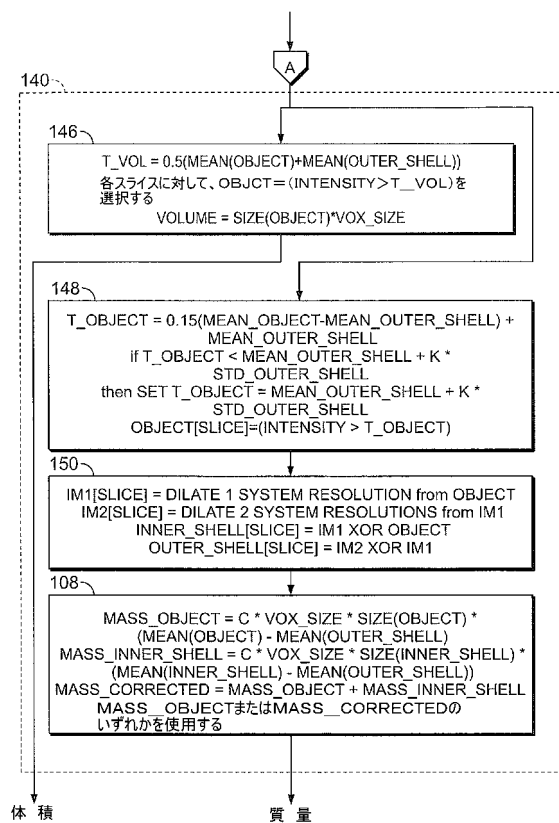 A
140
146
T_VOL = 0.5(MEAN(OBJECT)+MEAN(OUTER_SHELL))
各スライスに対して、OBJCT=(INTENSITY>T_VOL)を
選択する
VOLUME = SIZE(OBJECT)*VOX_SIZE
148
T_OBJECT = 0.15(MEAN_OBJECT-MEAN_OUTER_SHELL) +
MEAN_OUTER_SHELL
if T_OBJECT < MEAN_OUTER_SHELL + K *
STD_OUTER_SHELL
then SET T_OBJECT = MEAN_OUTER_SHELL + K *
STD_OUTER_SHELL
OBJECT[SLICE]=(INTENSITY > T_OBJECT)
150
IM1[SLICE] = DILATE 1 SYSTEM RESOLUTION from OBJECT
IM2[SLICE] = DILATE 2 SYSTEM RESOLUTIONS from IM1
INNER_SHELL[SLICE] = IM1 XOR OBJECT
OUTER_SHELL[SLICE] = IM2 XOR IM1
108
MASS_OBJECT = C * VOX_SIZE * SIZE(OBJECT) *
(MEAN(OBJECT) - MEAN(OUTER_SHELL)
MASS_INNER_SHELL = C * VOX_SIZE * SIZE(INNER_SHELL) *
(MEAN(INNER_SHELL) - MEAN(OUTER_SHELL))
MASS_CORRECTED = MASS_OBJECT + MASS_INNER_SHELL
MASS_OBJECTまたはMASS_CORRECTEDの
いずれかを使用する
体 積
質 量